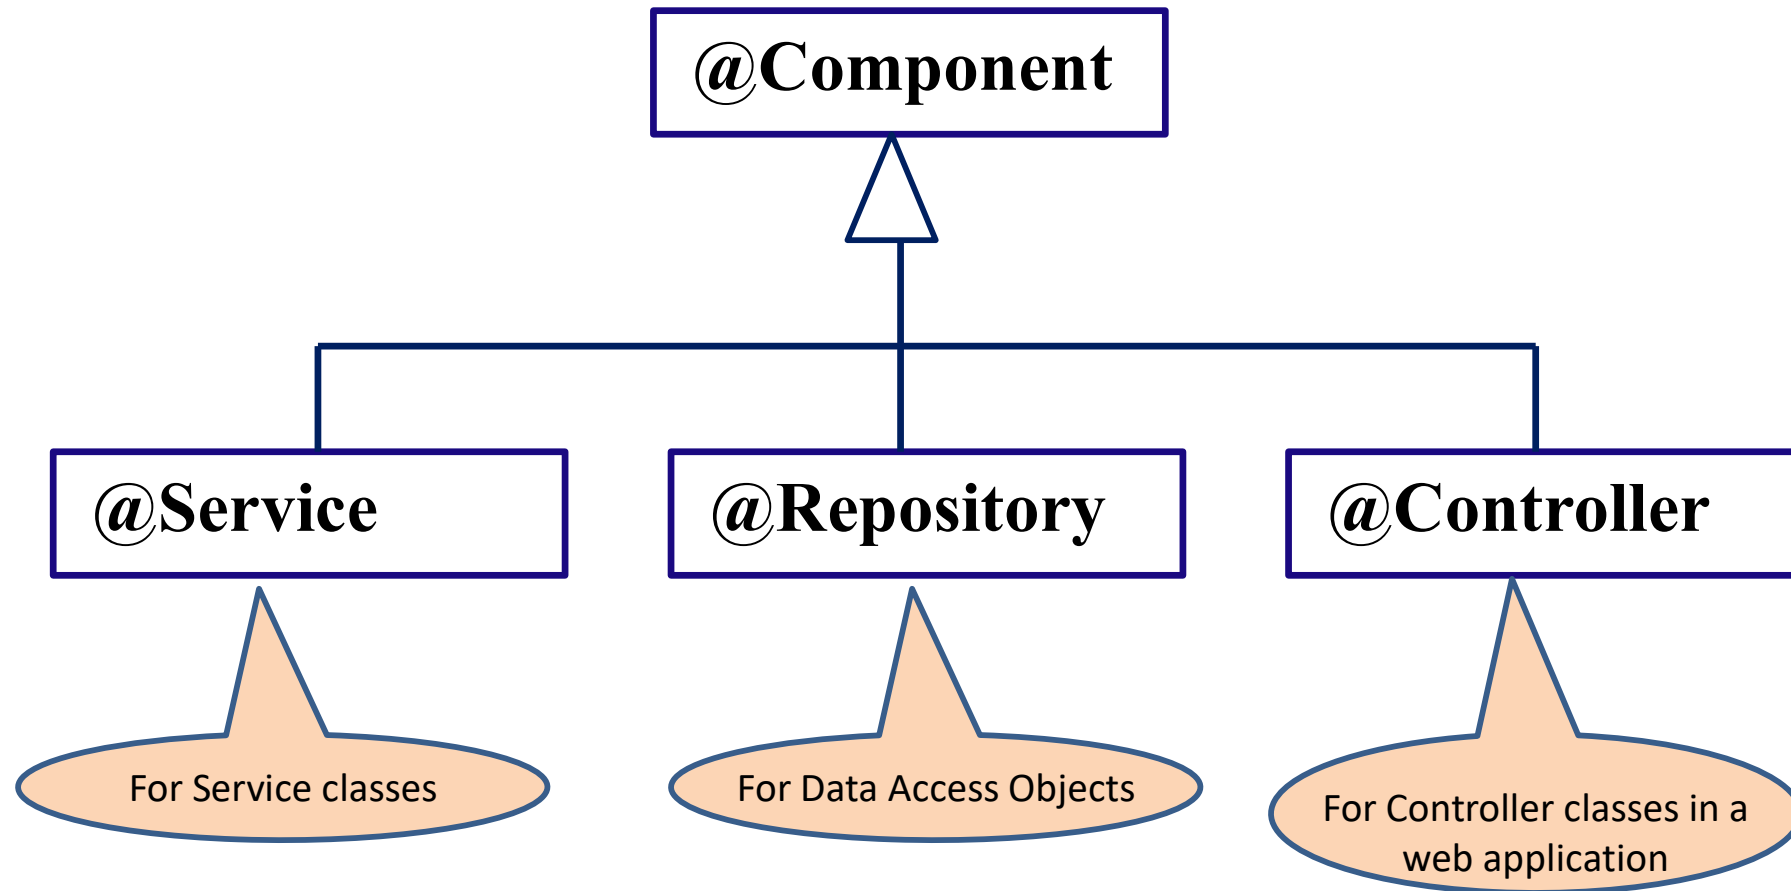 @Component
@Service
@Repository
@Controller
For Service classes
For Data Access Objects
For Controller classes in a
web application